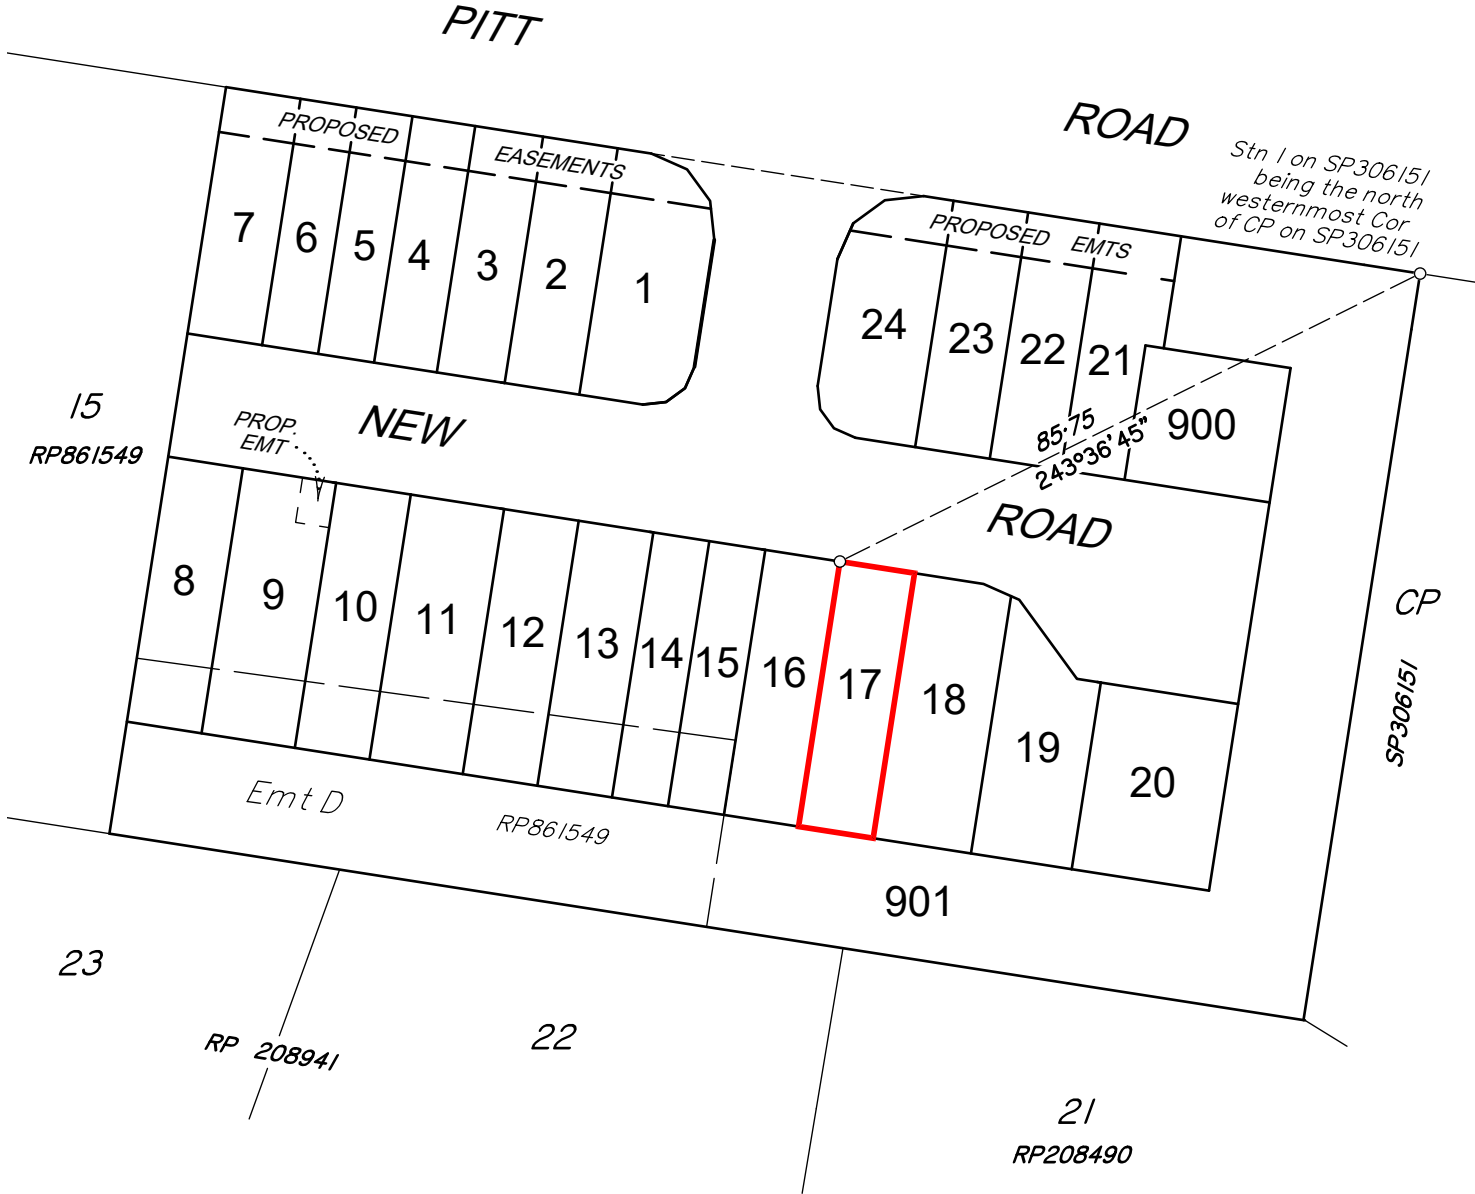 PITT
ROAD
Stn 1 on SP306151
being the north
westernmost Cor
of CP on SP306151
PROPOSED
EASEMENTS
PROPOSED EMTS
7
6
5
4
3
2
1
24
23
22
21
900
15
RP861549
PROP.
EMT
NEW
85·75
243°36'45"
ROAD
8
9
10
11
12
13
14
15
16
17
18
19
20
CP
SP306151
Emt D
RP861549
901
23
RP 208941
22
21
RP208490